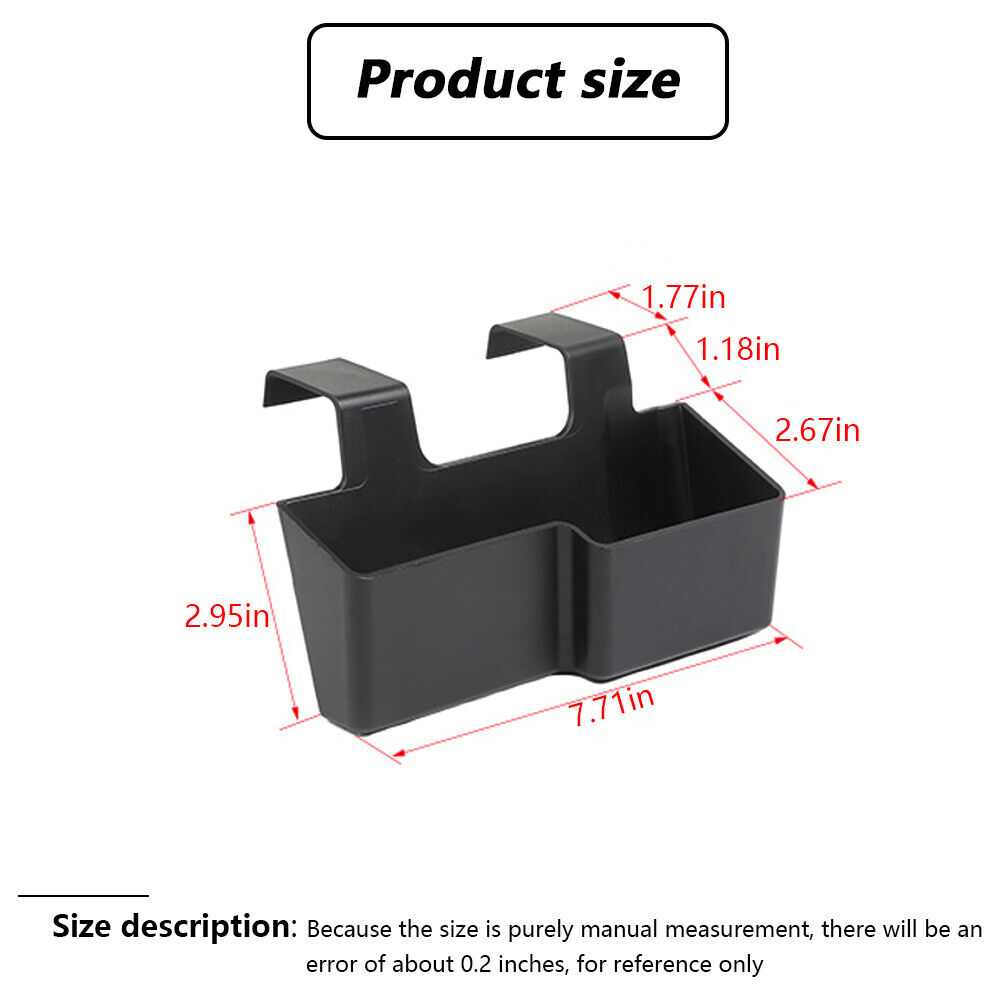 Product size
1.77in
1.18in
2.67in
2.95in
7.71in
Size description: Because the size is purely manual measurement, there will be an
error of about 0.2 inches, for reference only